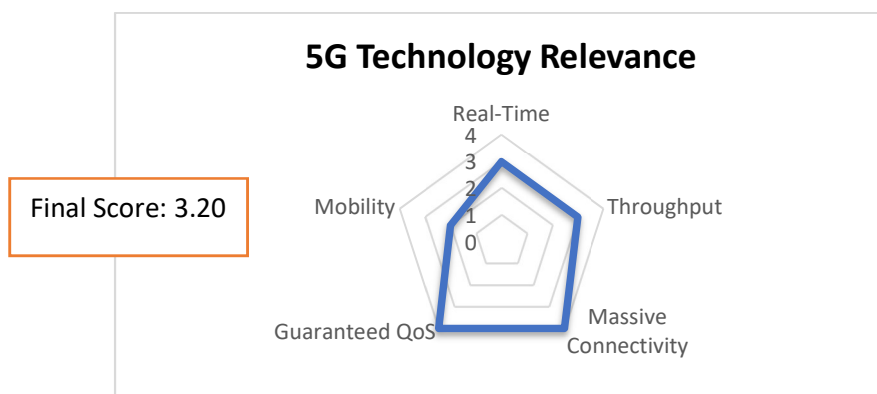 5G Technology Relevance
Real-Time
4
3
2
1
0
Throughput
Massive
Connectivity
Guaranteed QoS
Mobility
Final Score: 3.20